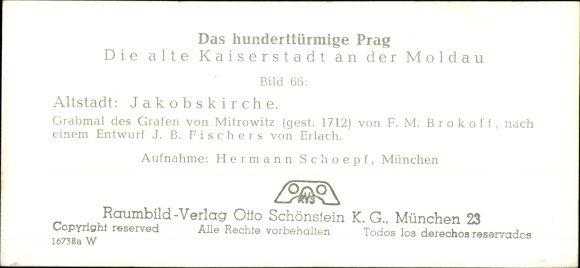 Das hunderttürmige Prag
Die alte Kaiserstadt an der Moldau
Bild 66:
Altstadt: Jakobskirche.
Grabmal des Grafen von Mitrowitz (gest. 1712) von F. M. Brokoff, nach
einem Entwurf J. B. Fischers von Erlach.
Aufnahme: Hermann Schoepf, München
RVS
Raumbild-Verlag Otto Schönstein K. G., München 23
Copyright reserved Alle Rechte vorbehalten Todos los derechos reservados
16738a W